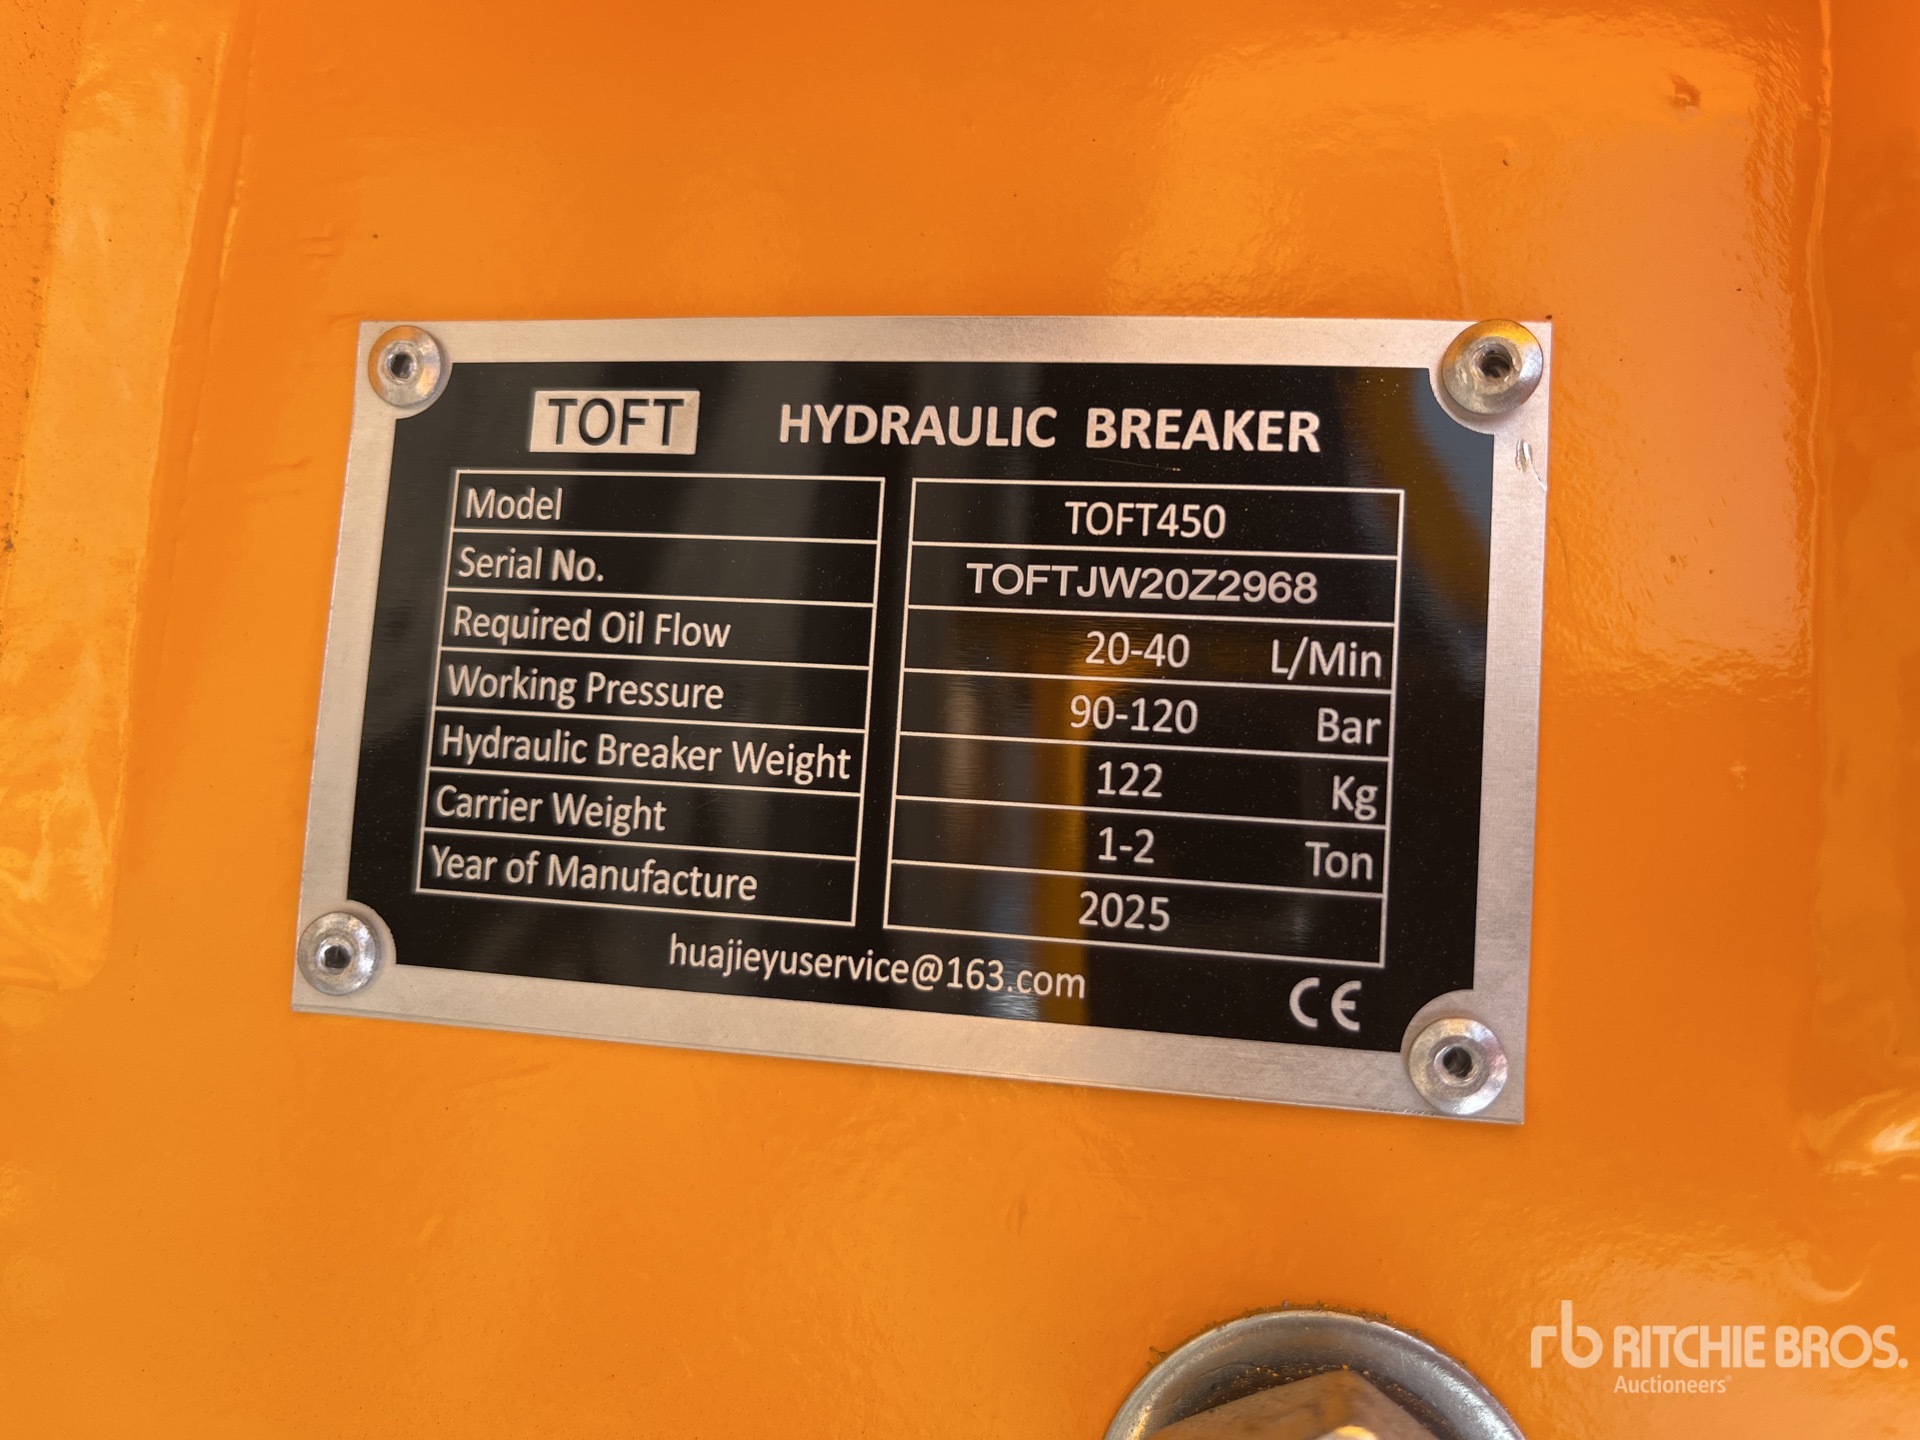 TOFT HYDRAULIC BREAKER
Model TOFT450
Serial No. TOFTJW20Z2968
Required Oil Flow 20-40 L/Min
Working Pressure 90-120 Bar
Hydraulic Breaker Weight 122 Kg
Carrier Weight 1-2 Ton
Year of Manufacture 2025
huajieyuservice@163.com
CE
rb RITCHIE BROS.
Auctioneers